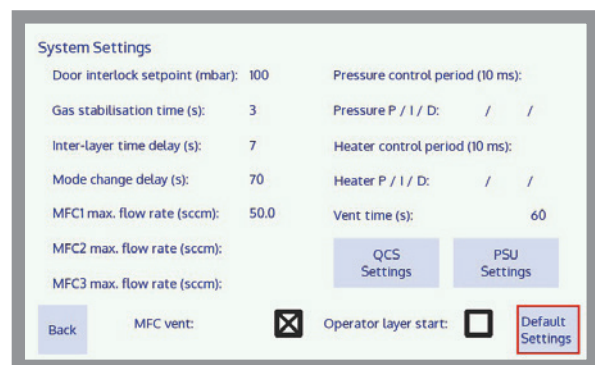 System Settings
Door interlock setpoint (mbar): 100
Pressure control period (10 ms):
Gas stabilisation time (s): 3
Pressure P / I / D: / /
Inter-layer time delay (s): 7
Heater control period (10 ms):
Mode change delay (s): 70
Heater P / I / D: / /
MFC1 max. flow rate (sccm): 50.0
Vent time (s): 60
MFC2 max. flow rate (sccm):
MFC3 max. flow rate (sccm):
QCS
Settings
PSU
Settings
Back
MFC vent:
Operator layer start:
Default
Settings